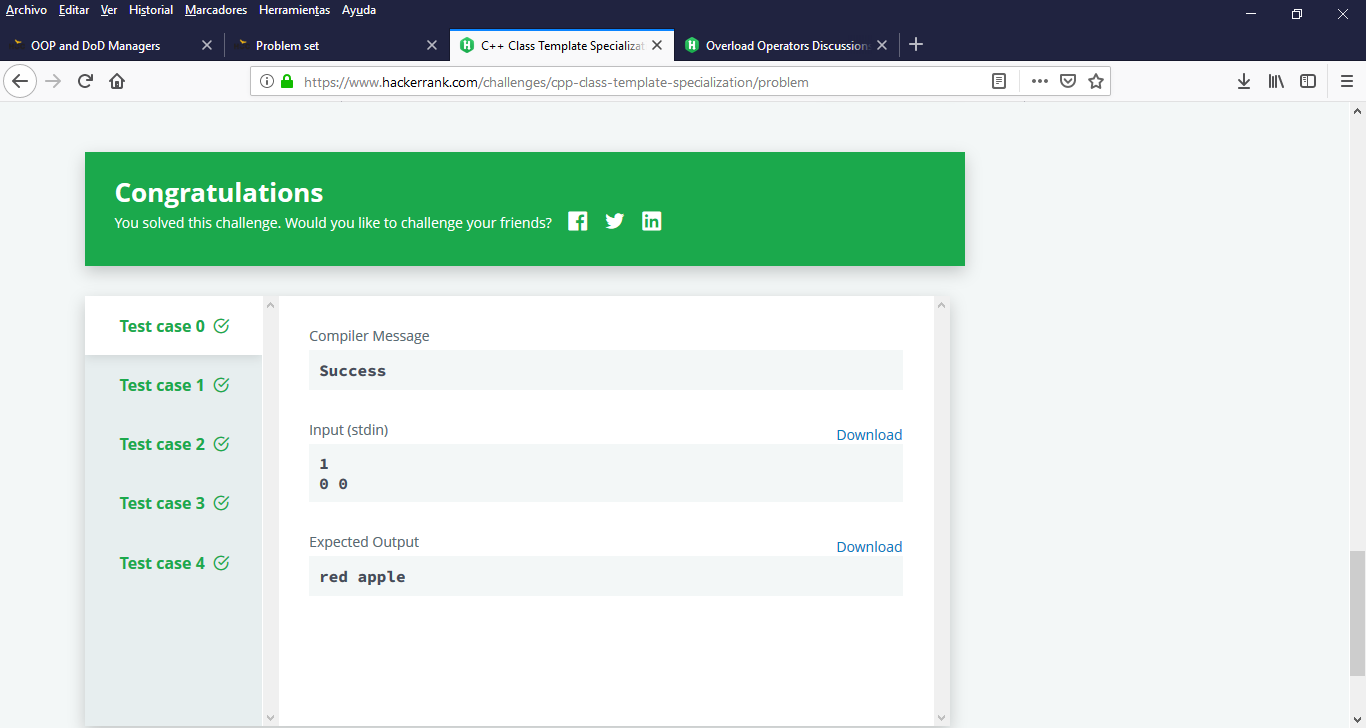 Archivo Editar Ver Historial Marcadores Herramientas Ayuda
OOP and DoD Managers
Problem set
C++ Class Template Specializat
Overload Operators Discussions
https://www.hackerrank.com/challenges/cpp-class-template-specialization/problem
Congratulations
You solved this challenge. Would you like to challenge your friends?
Test case 0
Test case 1
Test case 2
Test case 3
Test case 4
Compiler Message
Success
Input (stdin)
Download
1
0 0
Expected Output
Download
red apple